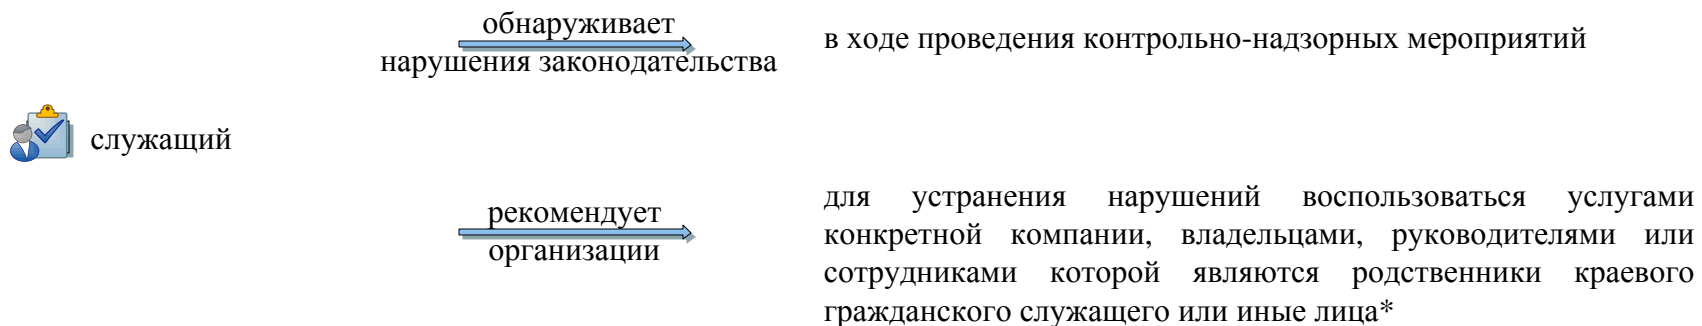 обнаруживает
нарушения законодательства
в ходе проведения контрольно-надзорных мероприятий
служащий
рекомендует
организации
для устранения нарушений воспользоваться услугами
конкретной компании, владельцами, руководителями или
сотрудниками которой являются родственники краевого
гражданского служащего или иные лица*